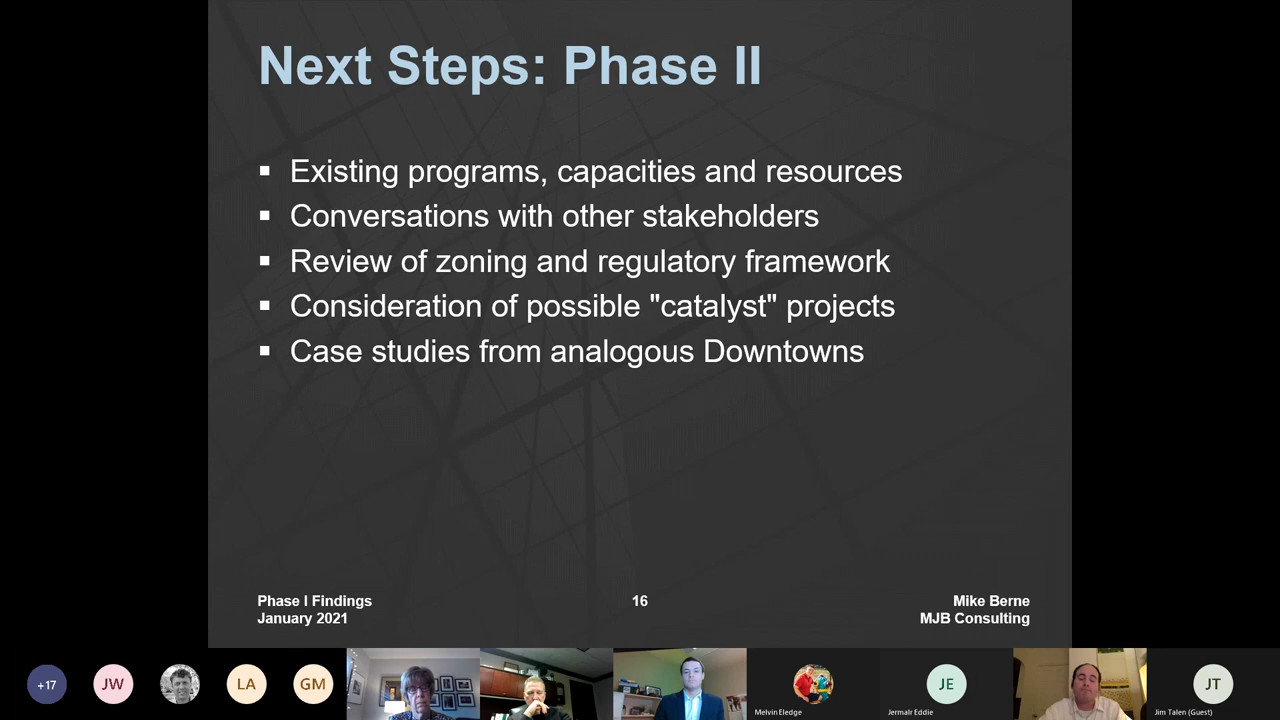 Next Steps: Phase II
▪ Existing programs, capacities and resources
▪ Conversations with other stakeholders
▪ Review of zoning and regulatory framework
▪ Consideration of possible "catalyst" projects
▪ Case studies from analogous Downtowns
Phase I Findings
January 2021
16
Mike Berne
MJB Consulting
+17
JW
LA
GM
Melvin Eledge
JE
Jermalr Eddie
JT
Jim Talen (Guest)